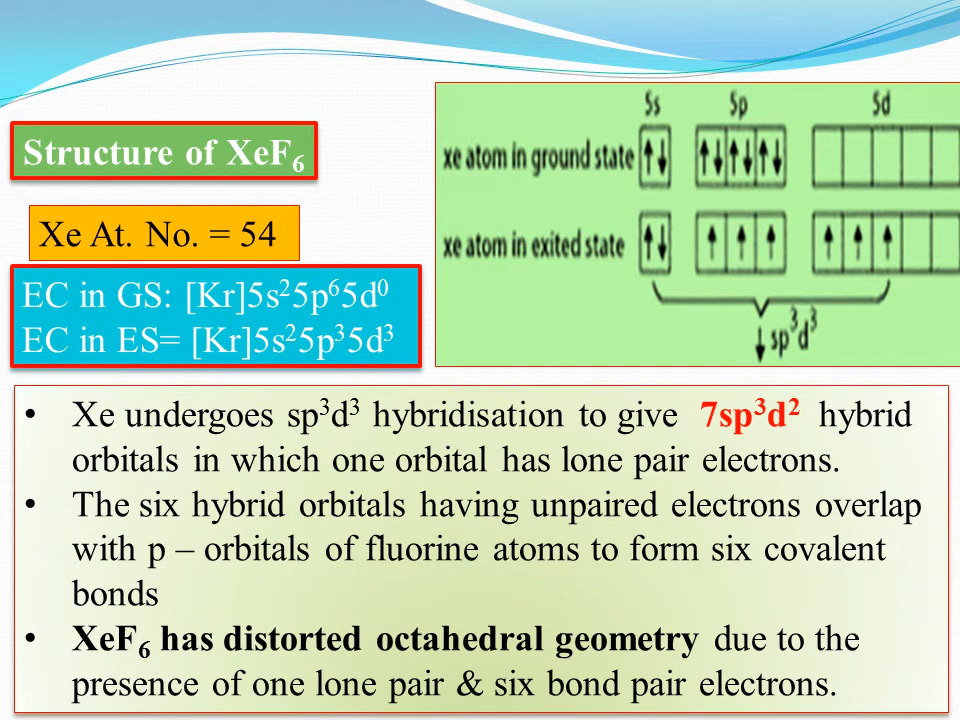 Structure of XeF₆
Xe At. No. = 54
EC in GS: [Kr]5s²5p⁶5d⁰
EC in ES= [Kr]5s²5p³5d³
5s 5p 5d
xe atom in ground state ↑↓ ↑↓ ↑↓ ↑↓
xe atom in exited state ↑↓ ↑ ↑ ↑ ↑ ↑ ↑
↓ sp³d³
• Xe undergoes sp³d³ hybridisation to give 7sp³d² hybrid
orbitals in which one orbital has lone pair electrons.
• The six hybrid orbitals having unpaired electrons overlap
with p – orbitals of fluorine atoms to form six covalent
bonds
• XeF₆ has distorted octahedral geometry due to the
presence of one lone pair & six bond pair electrons.